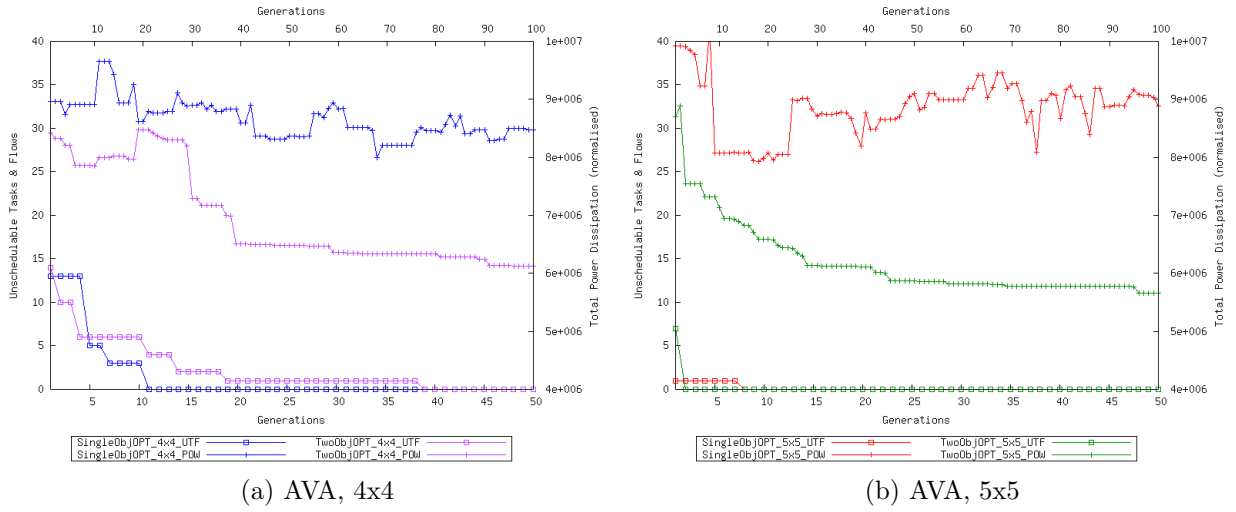 Generations
10 20 30 40 50 60 70 80 90 100
40 35 30 25 20 15 10 5 0
Unschedulable Tasks & Flows
1e+007 9e+006 8e+006 7e+006 6e+006 5e+006 4e+006
Total Power Dissipation (normalised)
5 10 15 20 25 30 35 40 45 50
Generations
SingleObjOPT_4x4_UTF TwoObjOPT_4x4_UTF
SingleObjOPT_4x4_POW TwoObjOPT_4x4_POW
(a) AVA, 4x4
Generations
10 20 30 40 50 60 70 80 90 100
40 35 30 25 20 15 10 5 0
Unschedulable Tasks & Flows
1e+007 9e+006 8e+006 7e+006 6e+006 5e+006 4e+006
Total Power Dissipation (normalised)
5 10 15 20 25 30 35 40 45 50
Generations
SingleObjOPT_5x5_UTF TwoObjOPT_5x5_UTF
SingleObjOPT_5x5_POW TwoObjOPT_5x5_POW
(b) AVA, 5x5